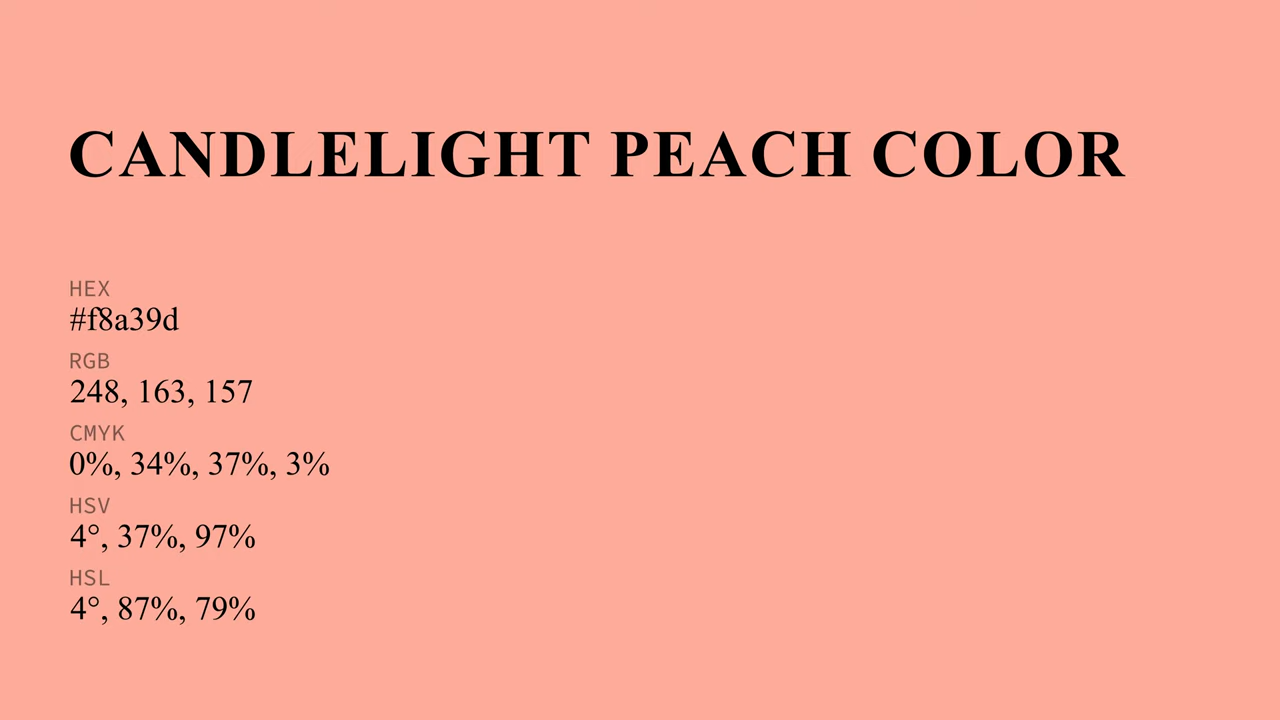 CANDLELIGHT PEACH COLOR
HEX
#f8a39d
RGB
248, 163, 157
CMYK
0%, 34%, 37%, 3%
HSV
4°, 37%, 97%
HSL
4°, 87%, 79%